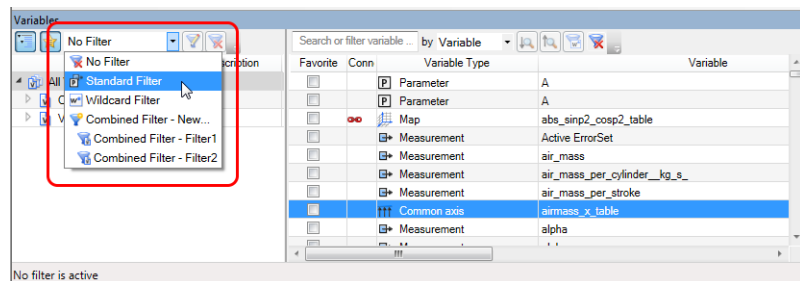 Variables
No Filter
Search or filter variable ... by Variable
No Filter
Standard Filter
Wildcard Filter
Combined Filter - New...
Combined Filter - Filter1
Combined Filter - Filter2
All
Favorite Conn Variable Type Variable
P Parameter A
P Parameter A
Map abs_sinp2_cosp2_table
Measurement Active ErrorSet
Measurement air_mass
Measurement air_mass_per_cylinder__kg_s_
Measurement air_mass_per_stroke
Common axis airmass_x_table
Measurement alpha
No filter is active